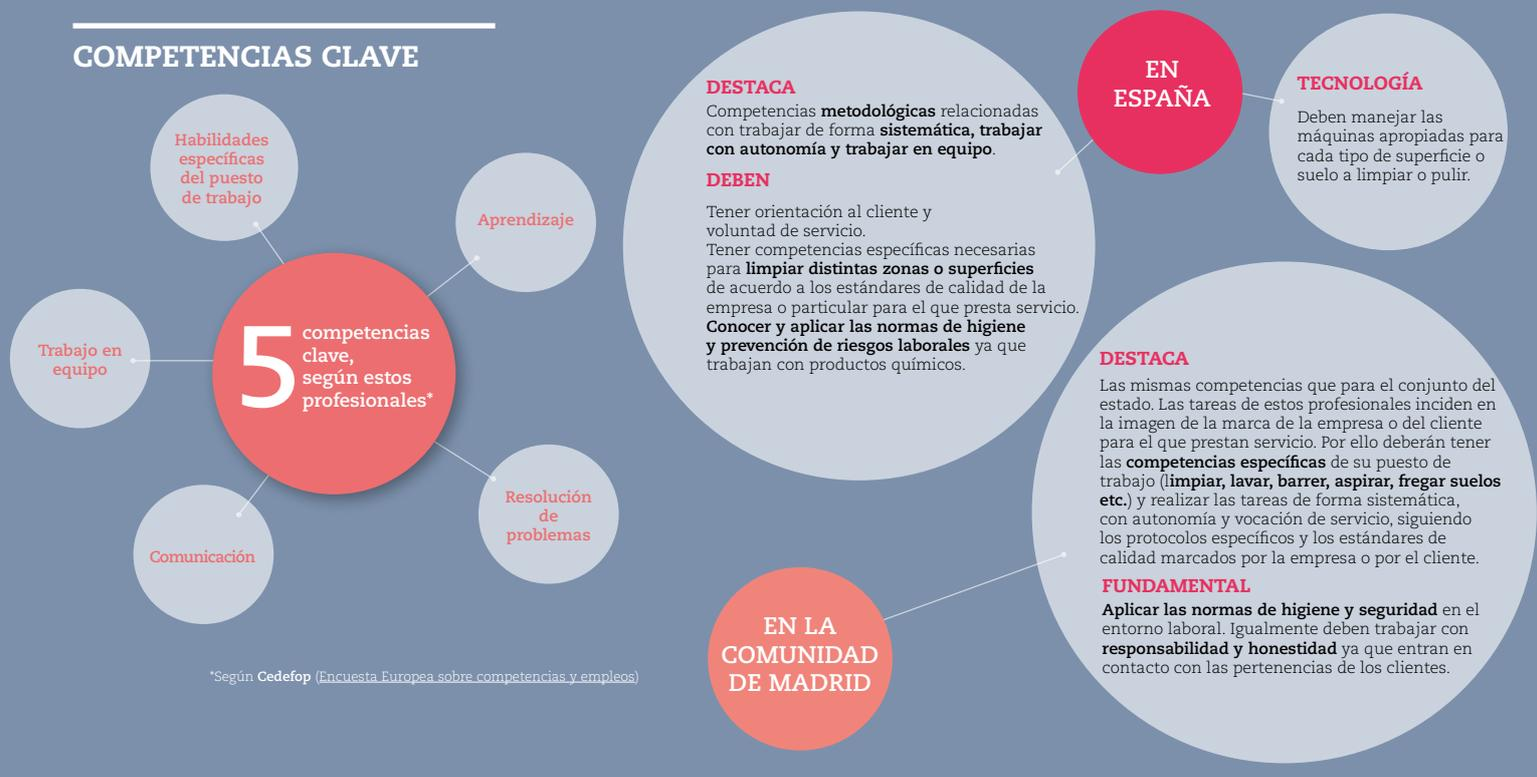 COMPETENCIAS CLAVE
Habilidades
específicas
del puesto
de trabajo
Aprendizaje
Trabajo en
equipo
5
competencias
clave,
según estos
profesionales*
Comunicación
Resolución
de
problemas
*Según Cedefop (Encuesta Europea sobre competencias y empleos)
EN
ESPAÑA
DESTACA
Competencias metodológicas relacionadas
con trabajar de forma sistemática, trabajar
con autonomía y trabajar en equipo.
DEBEN
Tener orientación al cliente y
voluntad de servicio.
Tener competencias específicas necesarias
para limpiar distintas zonas o superficies
de acuerdo a los estándares de calidad de la
empresa o particular para el que presta servicio.
Conocer y aplicar las normas de higiene
y prevención de riesgos laborales ya que
trabajan con productos químicos.
TECNOLOGÍA
Deben manejar las
máquinas apropiadas para
cada tipo de superficie o
suelo a limpiar o pulir.
EN LA
COMUNIDAD
DE MADRID
DESTACA
Las mismas competencias que para el conjunto del
estado. Las tareas de estos profesionales inciden en
la imagen de la marca de la empresa o del cliente
para el que prestan servicio. Por ello deberán tener
las competencias específicas de su puesto de
trabajo (limpiar, lavar, barrer, aspirar, fregar suelos
etc.) y realizar las tareas de forma sistemática,
con autonomía y vocación de servicio, siguiendo
los protocolos específicos y los estándares de
calidad marcados por la empresa o por el cliente.
FUNDAMENTAL
Aplicar las normas de higiene y seguridad en el
entorno laboral. Igualmente deben trabajar con
responsabilidad y honestidad ya que entran en
contacto con las pertenencias de los clientes.